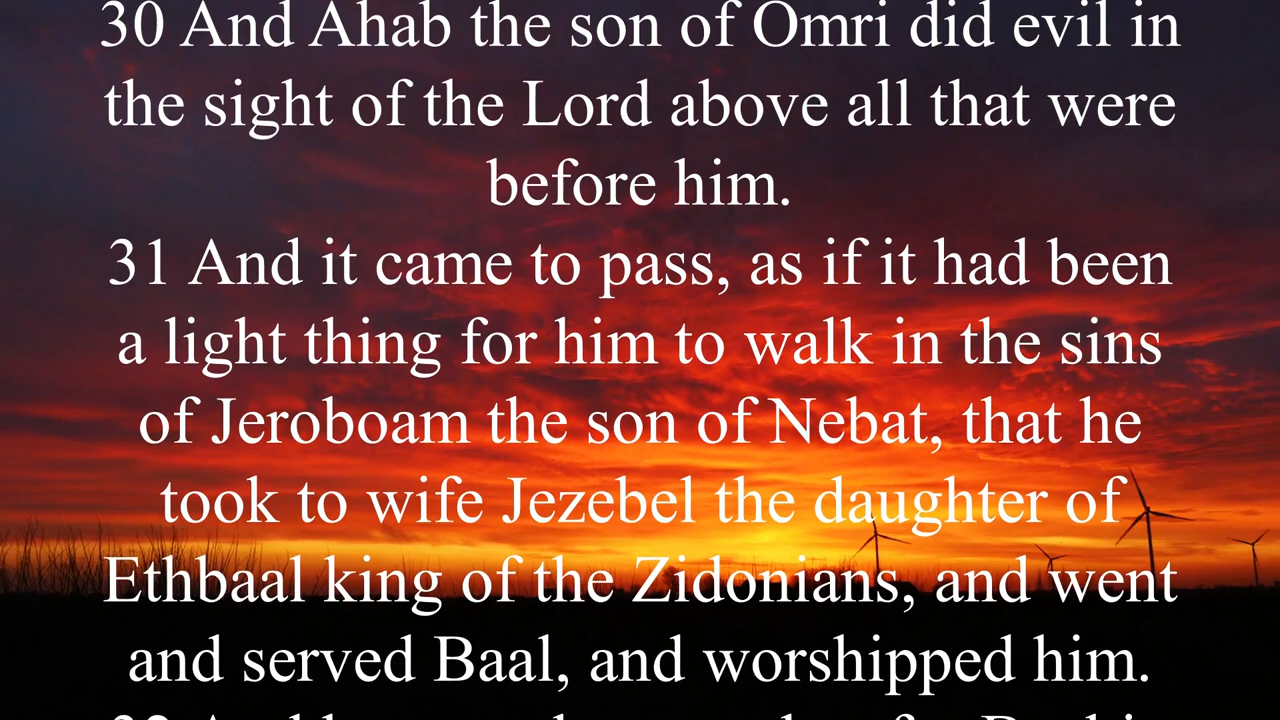 30 And Ahab the son of Omri did evil in
the sight of the Lord above all that were
before him.
31 And it came to pass, as if it had been
a light thing for him to walk in the sins
of Jeroboam the son of Nebat, that he
took to wife Jezebel the daughter of
Ethbaal king of the Zidonians, and went
and served Baal, and worshipped him.